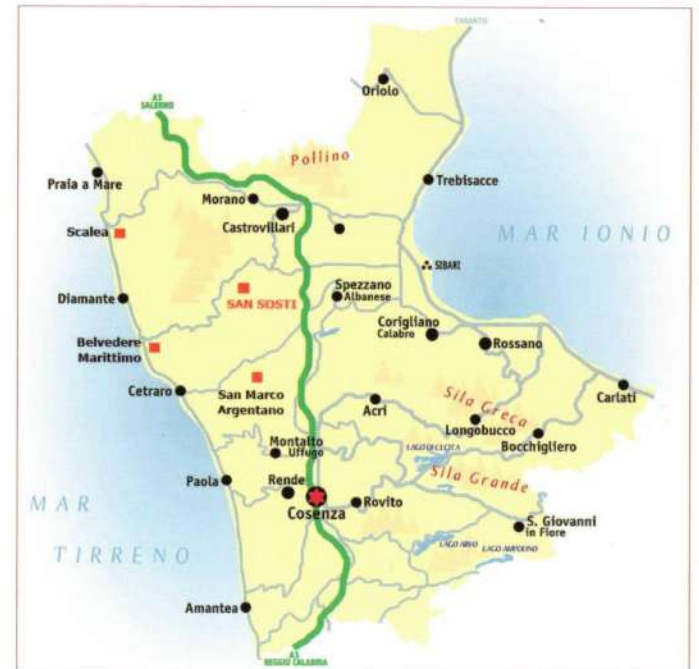 TARANTO
A3
SALERNO
Oriolo
Pollino
Praia a Mare
Trebisacce
Morano
Castrovillari
Scalea
MAR IONIO
SIBARI
Diamante
SAN SOSTI
Spezzano
Albanese
Corigliano
Calabro
Rossano
Belvedere
Marittimo
Cetraro
San Marco
Argentano
Acri
Sila Greca
Carlati
Longobucco
Bocchigliero
LAGO DI CECITA
Montalto
Uffugo
Sila Grande
Paola
Rende
Rovito
Cosenza
MAR
TIRRENO
S. Giovanni
in Fiore
LAGO ARVO
LAGO AMPOLINO
Amantea
A3
REGGIO CALABRIA